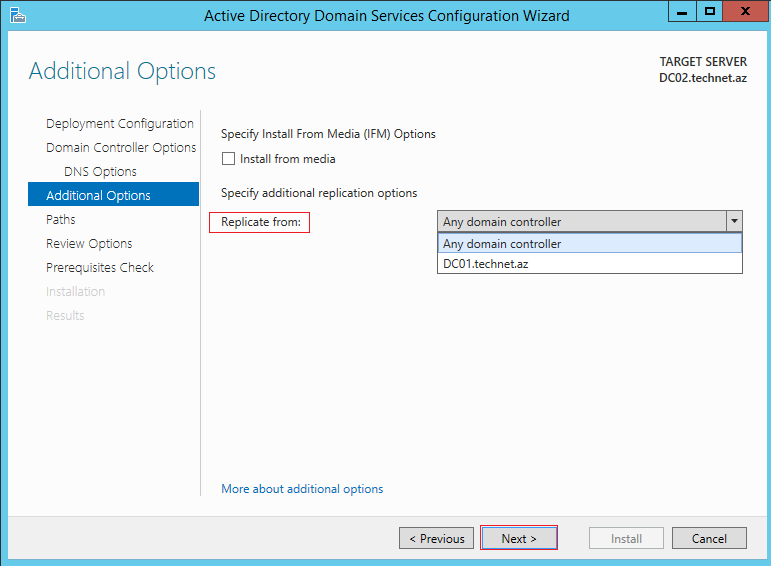 Active Directory Domain Services Configuration Wizard
Additional Options
TARGET SERVER
DC02.technet.az
Deployment Configuration
Domain Controller Options
DNS Options
Additional Options
Paths
Review Options
Prerequisites Check
Installation
Results
Specify Install From Media (IFM) Options
Install from media
Specify additional replication options
Replicate from:
Any domain controller
Any domain controller
DC01.technet.az
More about additional options
< Previous
Next >
Install
Cancel